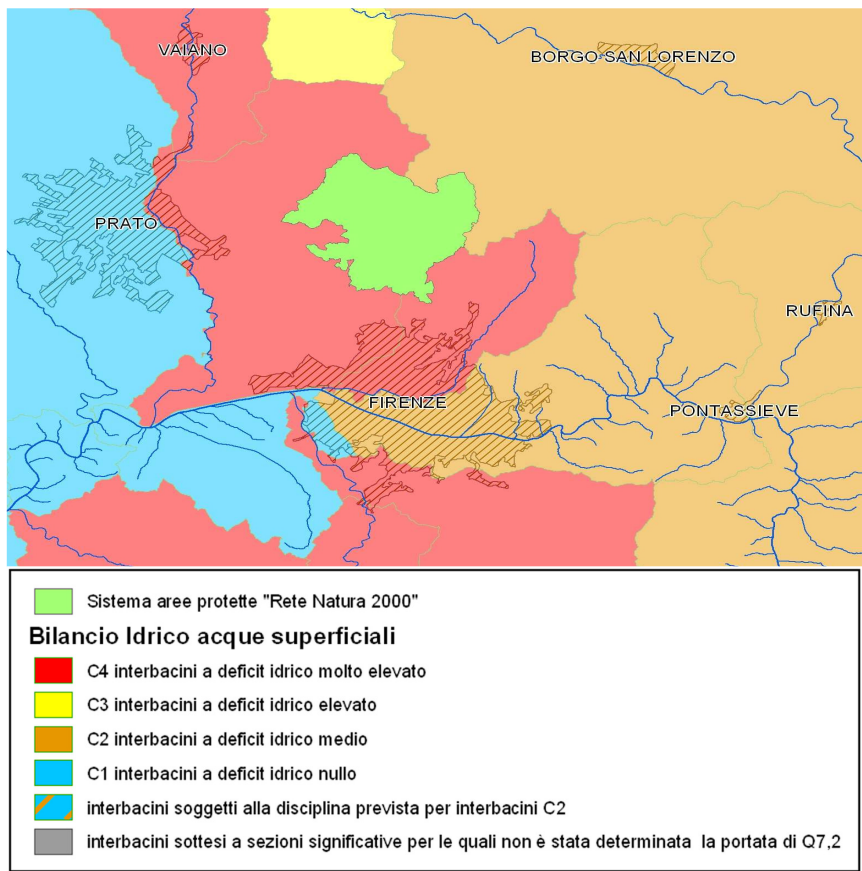 VAIANO
BORGO SAN LORENZO
PRATO
RUFINA
FIRENZE
PONTASSIEVE
Sistema aree protette "Rete Natura 2000"
Bilancio Idrico acque superficiali
C4 interbacini a deficit idrico molto elevato
C3 interbacini a deficit idrico elevato
C2 interbacini a deficit idrico medio
C1 interbacini a deficit idrico nullo
interbacini soggetti alla disciplina prevista per interbacini C2
interbacini sottesi a sezioni significative per le quali non è stata determinata la portata di Q7,2